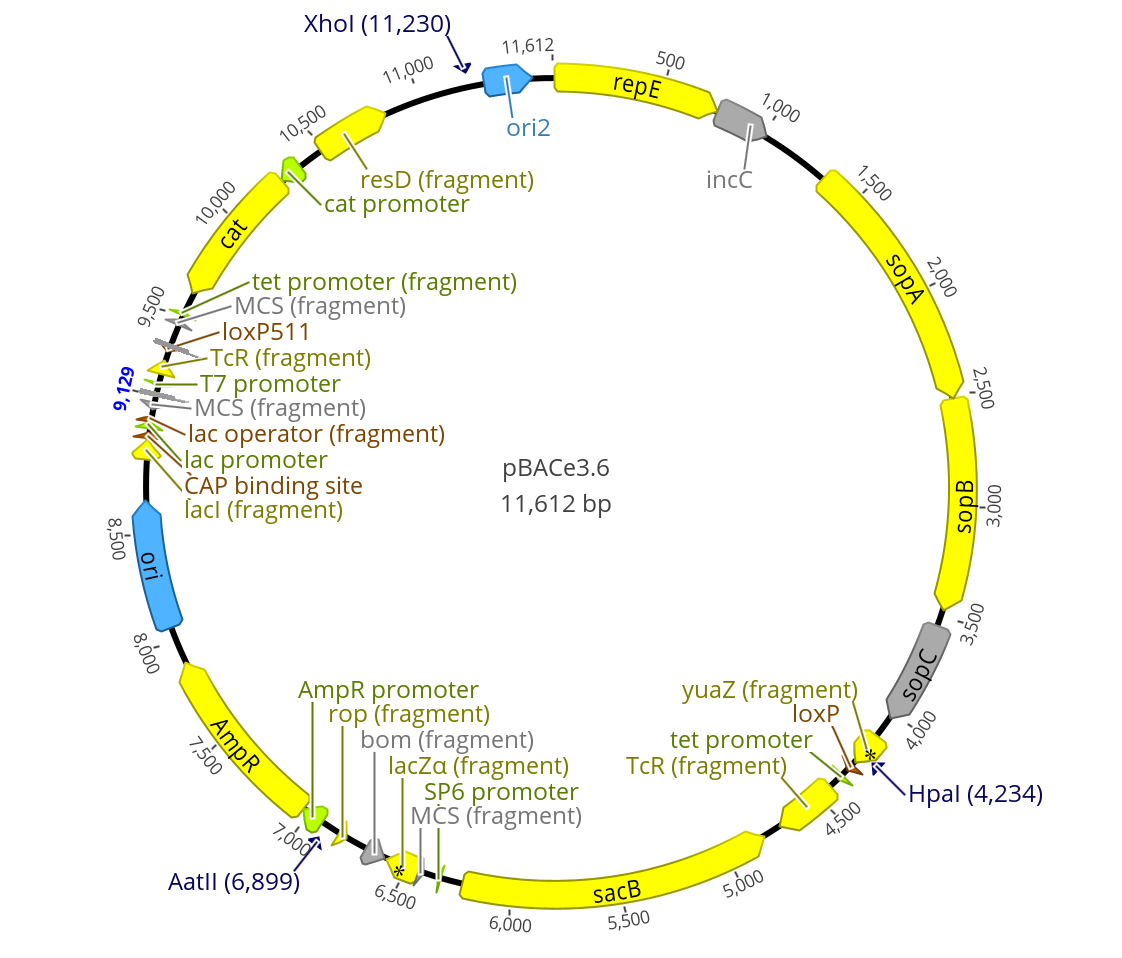 XhoI (11,230)
11,612
500
1,000
1,500
2,000
2,500
3,000
3,500
4,000
4,500
5,000
5,500
6,000
6,500
7,000
7,500
8,000
8,500
9,129
9,500
10,000
10,500
11,000
repE
ori2
incC
resD (fragment)
cat promoter
cat
sopA
tet promoter (fragment)
MCS (fragment)
loxP511
TcR (fragment)
T7 promoter
MCS (fragment)
lac operator (fragment)
lac promoter
CAP binding site
lacI (fragment)
pBACe3.6
11,612 bp
sopB
ori
sopC
AmpR promoter
rop (fragment)
bom (fragment)
lacZα (fragment)
SP6 promoter
MCS (fragment)
yuaZ (fragment)
loxP
tet promoter
TcR (fragment)
*
HpaI (4,234)
AmpR
AatII (6,899)
*
sacB